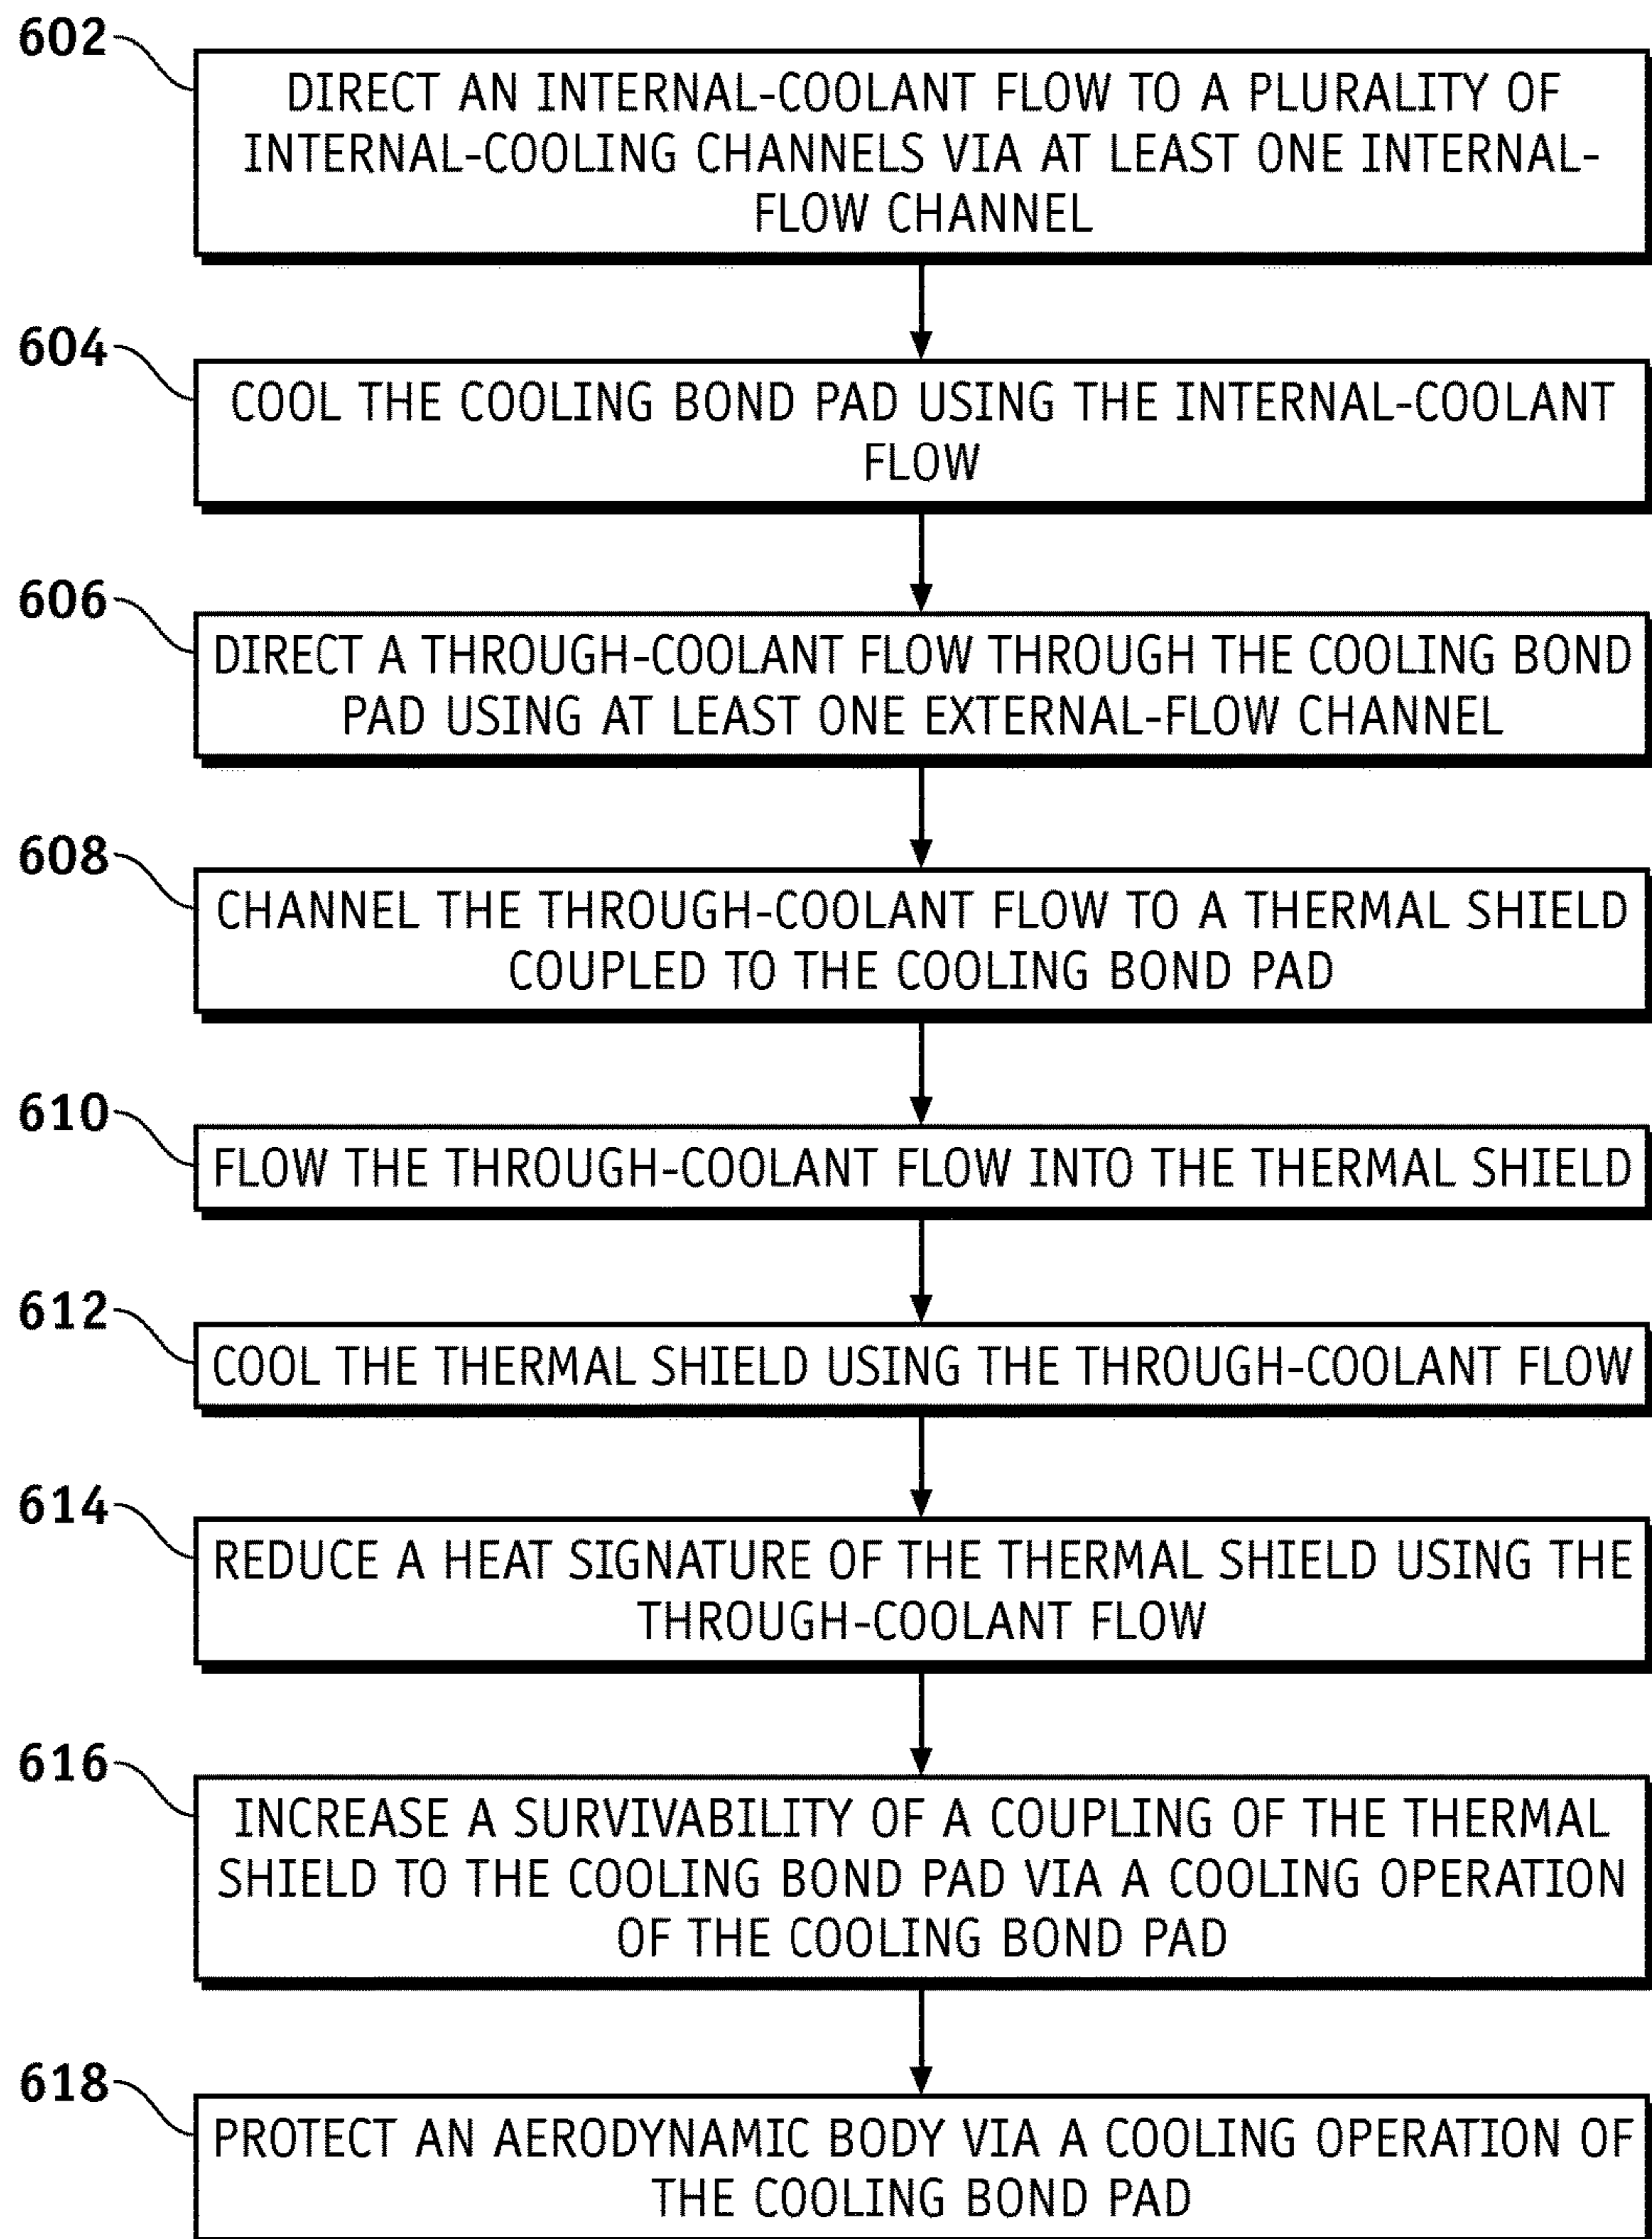 602
DIRECT AN INTERNAL-COOLANT FLOW TO A PLURALITY OF
INTERNAL-COOLING CHANNELS VIA AT LEAST ONE INTERNAL-
FLOW CHANNEL
604
COOL THE COOLING BOND PAD USING THE INTERNAL-COOLANT
FLOW
606
DIRECT A THROUGH-COOLANT FLOW THROUGH THE COOLING BOND
PAD USING AT LEAST ONE EXTERNAL-FLOW CHANNEL
608
CHANNEL THE THROUGH-COOLANT FLOW TO A THERMAL SHIELD
COUPLED TO THE COOLING BOND PAD
610
FLOW THE THROUGH-COOLANT FLOW INTO THE THERMAL SHIELD
612
COOL THE THERMAL SHIELD USING THE THROUGH-COOLANT FLOW
614
REDUCE A HEAT SIGNATURE OF THE THERMAL SHIELD USING THE
THROUGH-COOLANT FLOW
616
INCREASE A SURVIVABILITY OF A COUPLING OF THE THERMAL
SHIELD TO THE COOLING BOND PAD VIA A COOLING OPERATION
OF THE COOLING BOND PAD
618
PROTECT AN AERODYNAMIC BODY VIA A COOLING OPERATION OF
THE COOLING BOND PAD